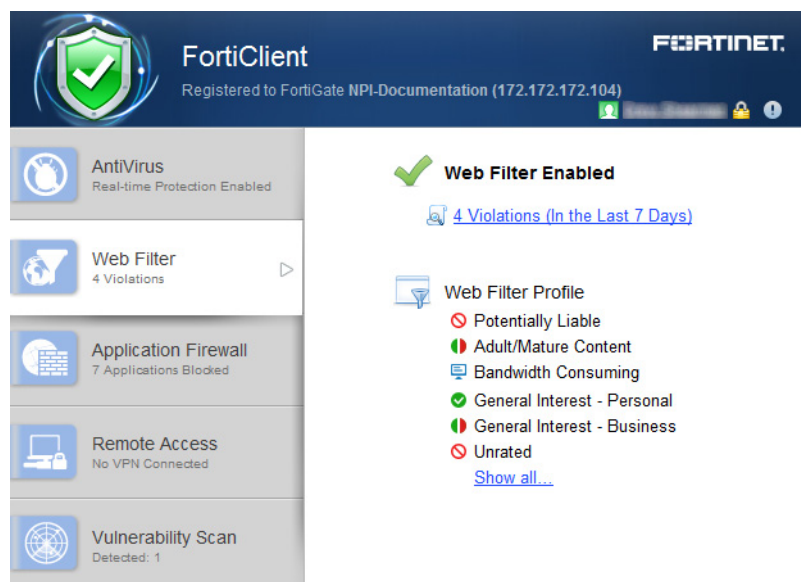 FortiClient
FORTINET
Registered to FortiGate NPI-Documentation (172.172.172.104)
AntiVirus
Real-time Protection Enabled
Web Filter
4 Violations
Application Firewall
7 Applications Blocked
Remote Access
No VPN Connected
Vulnerability Scan
Detected: 1
Web Filter Enabled
4 Violations (In the Last 7 Days)
Web Filter Profile
Potentially Liable
Adult/Mature Content
Bandwidth Consuming
General Interest - Personal
General Interest - Business
Unrated
Show all...